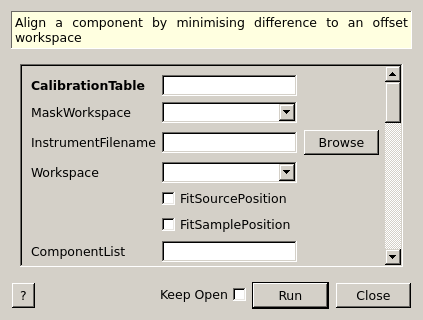 Align a component by minimising difference to an offset
workspace
CalibrationTable
MaskWorkspace
InstrumentFilename
Browse
Workspace
FitSourcePosition
FitSamplePosition
ComponentList
?
Keep Open
Run
Close